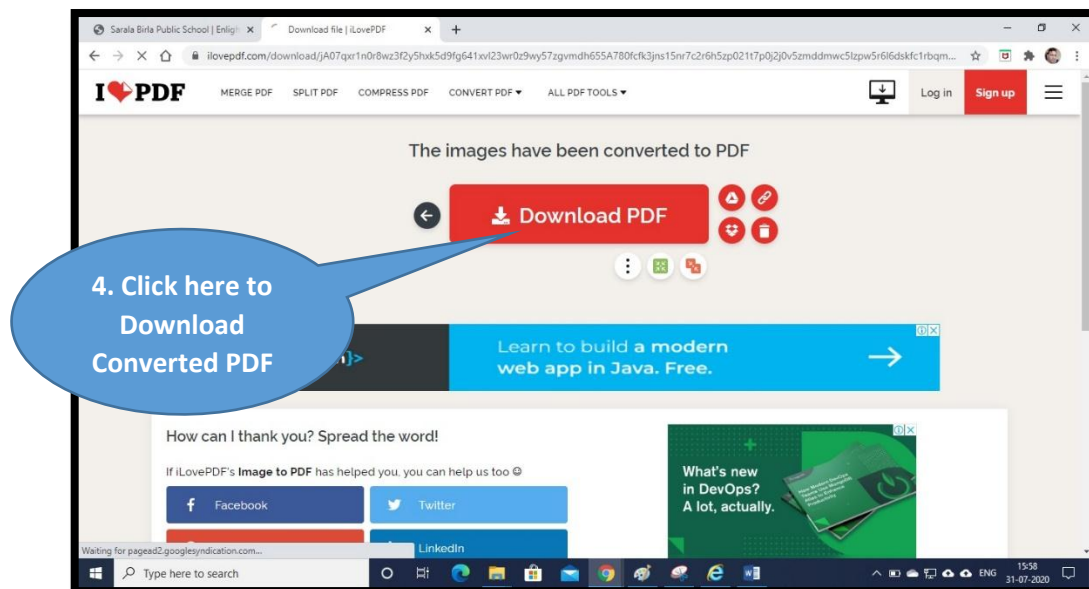 Sarala Birla Public School | Enligh
Download file | iLovePDF
ilovepdf.com/download/jA07qxr1n0r8wz3f2y5hxk5d9fg641xvl23wr0z9wy57zgvmdh655A780fcfk3jns15nr7c2r6h5zp021t7p0j2j0v5zmddmwc5lzpw5r6l6dskfc1rbqm...
I PDF MERGE PDF SPLIT PDF COMPRESS PDF CONVERT PDF ALL PDF TOOLS Log in Sign up
The images have been converted to PDF
Download PDF
4. Click here to
Download
Converted PDF
}>
Learn to build a modern
web app in Java. Free.
How can I thank you? Spread the word!
If iLovePDF's Image to PDF has helped you, you can help us too ☺
Facebook
Twitter
LinkedIn
What's new
in DevOps?
A lot, actually.
Waiting for pagead2.googlesyndication.com...
Type here to search
ENG
15:58
31-07-2020